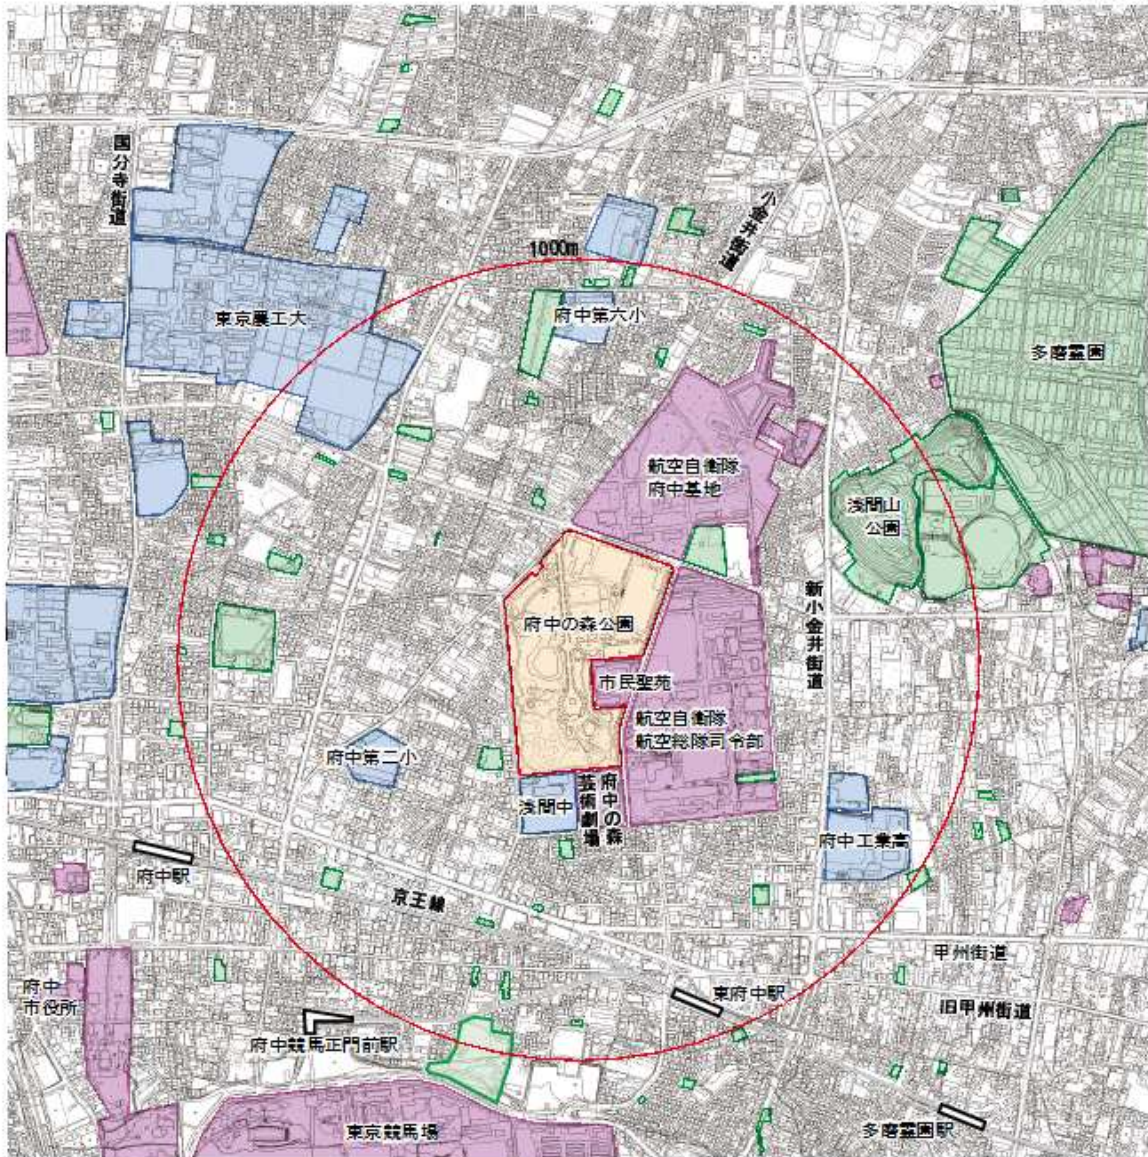 国分寺街道
小金井街道
1000m
東京農工大
府中第六小
多磨霊園
航空自衛隊
府中基地
浅間山
公園
新小金井街道
府中の森公園
市民聖苑
航空自衛隊
航空総隊司令部
府中第二小
浅間中
府中の森
芸術劇場
府中工業高
府中駅
京王線
甲州街道
府中
市役所
東府中駅
旧甲州街道
府中競馬正門前駅
東京競馬場
多磨霊園駅